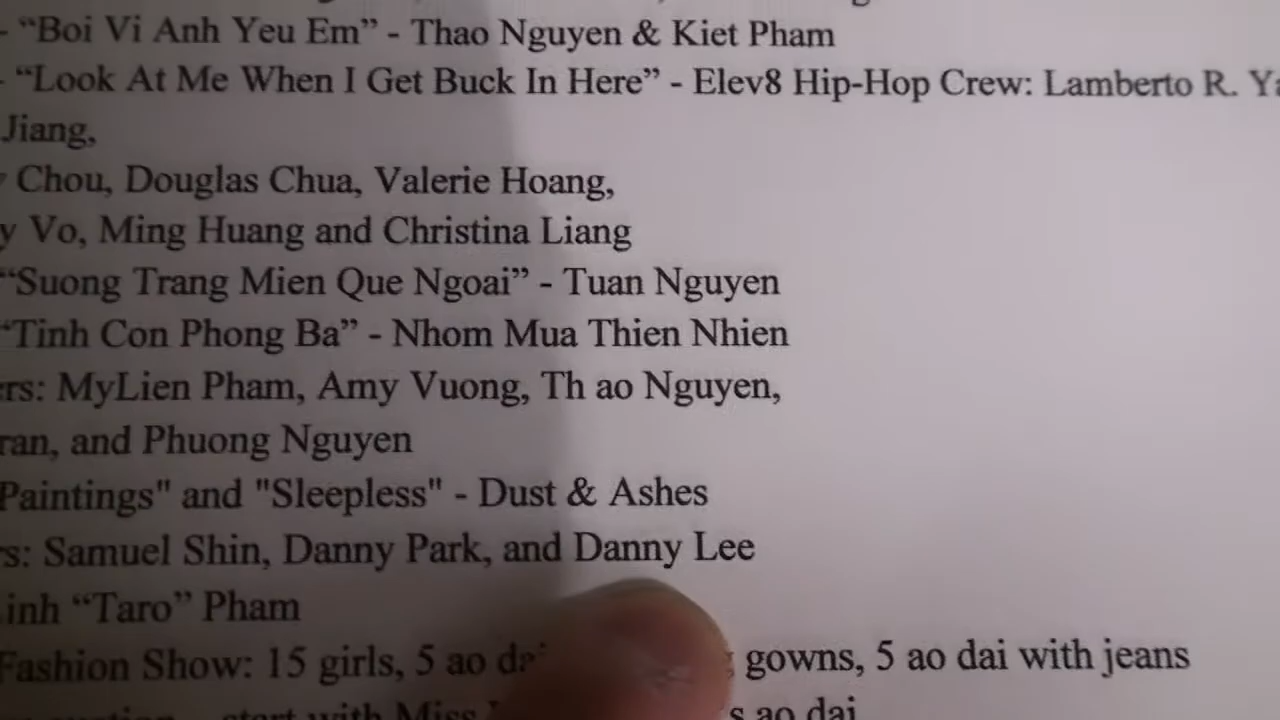 - “Boi Vi Anh Yeu Em” - Thao Nguyen & Kiet Pham
- “Look At Me When I Get Buck In Here” - Elev8 Hip-Hop Crew: Lamberto R.
Jiang,
Chou, Douglas Chua, Valerie Hoang,
y Vo, Ming Huang and Christina Liang
“Suong Trang Mien Que Ngoai” - Tuan Nguyen
“Tinh Con Phong Ba” - Nhom Mua Thien Nhien
rs: MyLien Pham, Amy Vuong, Th ao Nguyen,
ran, and Phuong Nguyen
Paintings" and "Sleepless" - Dust & Ashes
s: Samuel Shin, Danny Park, and Danny Lee
inh “Taro” Pham
Fashion Show: 15 girls, 5 ao gowns, 5 ao dai with jeans
start with Miss s ao dai